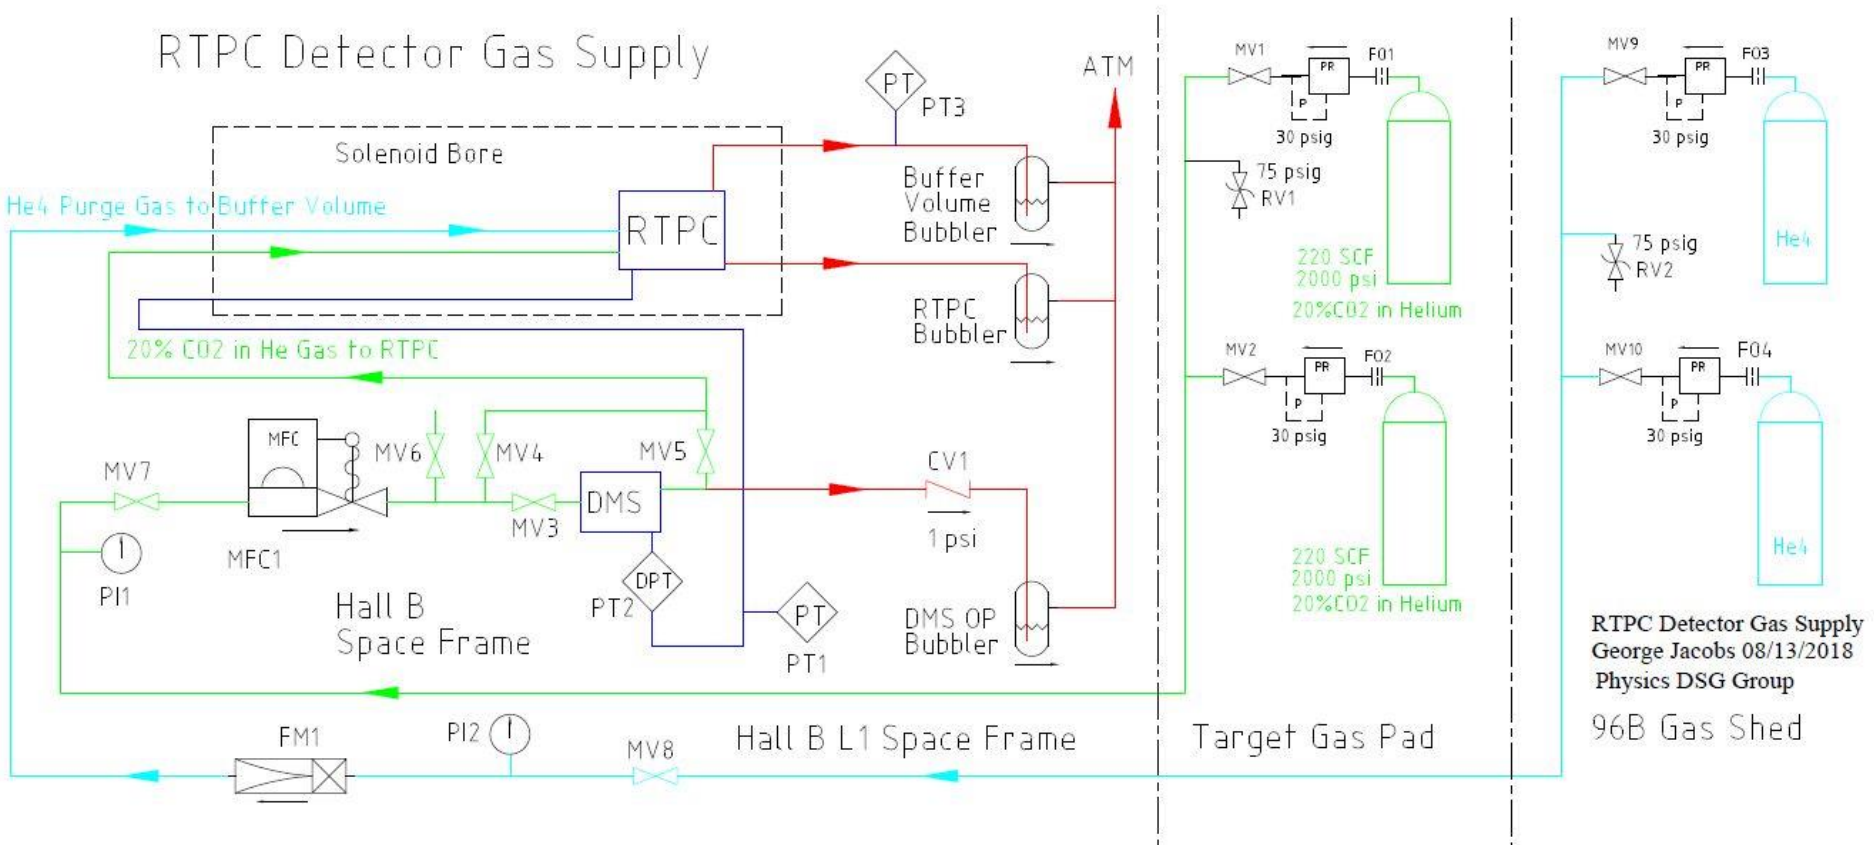 RTPC Detector Gas Supply
Solenoid Bore
He4 Purge Gas to Buffer Volume
RTPC
20% CO2 in He Gas to RTPC
PT
PT3
ATM
Buffer
Volume
Bubbler
RTPC
Bubbler
MFC
MV7
MV6
MV4
MV5
DMS
MV3
MFC1
PI1
DPT
PT2
PT
PT1
CV1
1 psi
DMS OP
Bubbler
Hall B
Space Frame
FM1
PI2
MV8
Hall B L1 Space Frame
MV1
PR
FO1
P
30 psig
75 psig
RV1
220 SCF
2000 psi
20%CO2 in Helium
MV2
PR
FO2
P
30 psig
220 SCF
2000 psi
20%CO2 in Helium
Target Gas Pad
MV9
PR
FO3
P
30 psig
75 psig
RV2
He4
MV10
PR
FO4
P
30 psig
He4
RTPC Detector Gas Supply
George Jacobs 08/13/2018
Physics DSG Group
96B Gas Shed